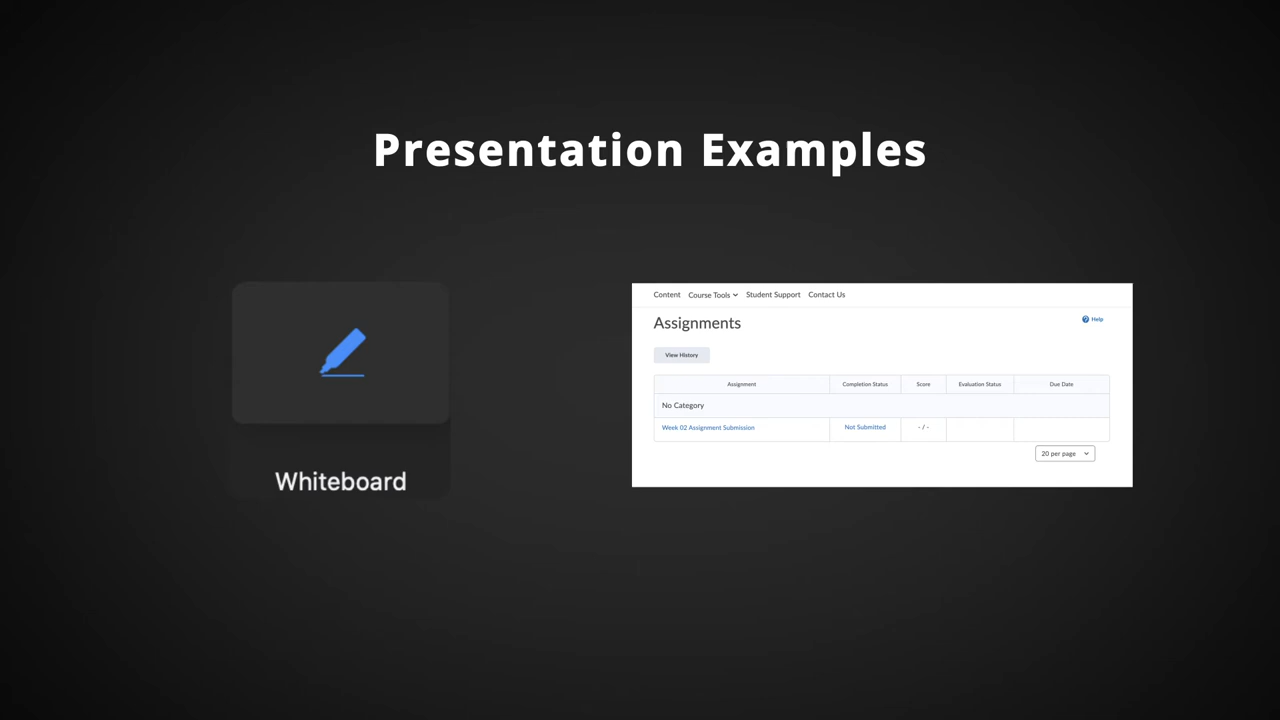 Presentation Examples
Whiteboard
Content Course Tools Student Support Contact Us
Assignments
Help
View History
Assignment Completion Status Score Evaluation Status Due Date
No Category
Week 02 Assignment Submission Not Submitted - / -
20 per page